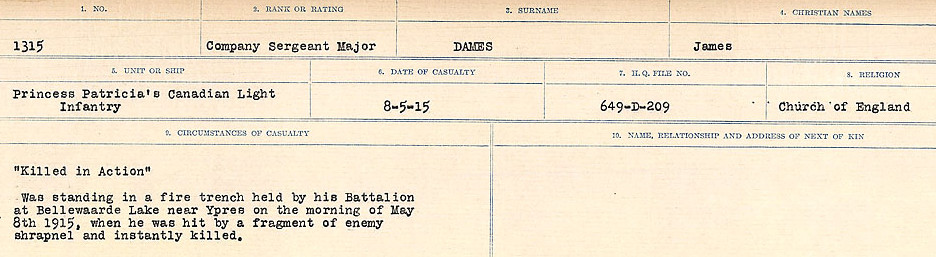 1. NO.
2. RANK OR RATING
3. SURNAME
4. CHRISTIAN NAMES
1315
Company Sergeant Major
DAMES
James
5. UNIT OR SHIP
6. DATE OF CASUALTY
7. H.Q. FILE NO.
8. RELIGION
Princess Patricia's Canadian Light
Infantry
8-5-15
649-D-209
Church of England
9. CIRCUMSTANCES OF CASUALTY
10. NAME, RELATIONSHIP AND ADDRESS OF NEXT OF KIN
"Killed in Action"
Was standing in a fire trench held by his Battalion
at Bellewaarde Lake near Ypres on the morning of May
8th 1915, when he was hit by a fragment of enemy
shrapnel and instantly killed.